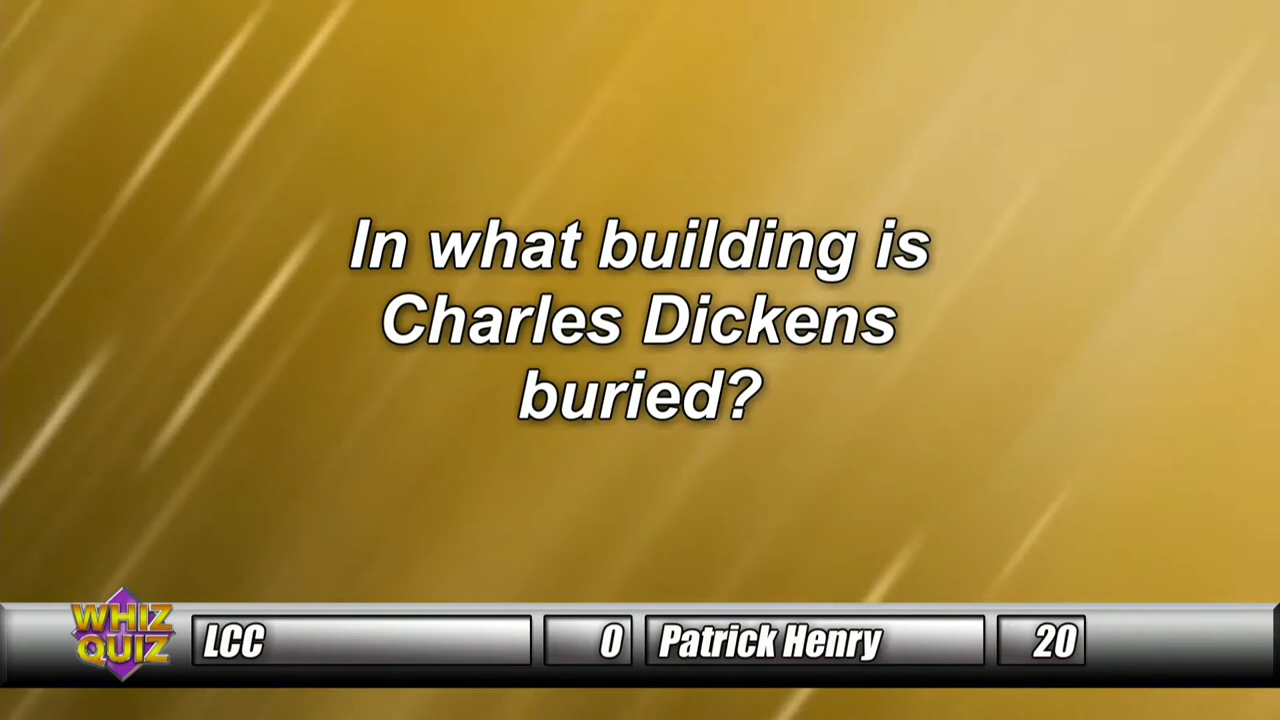 In what building is
Charles Dickens
buried?
WHIZ
QUIZ
LCC 0 Patrick Henry 20